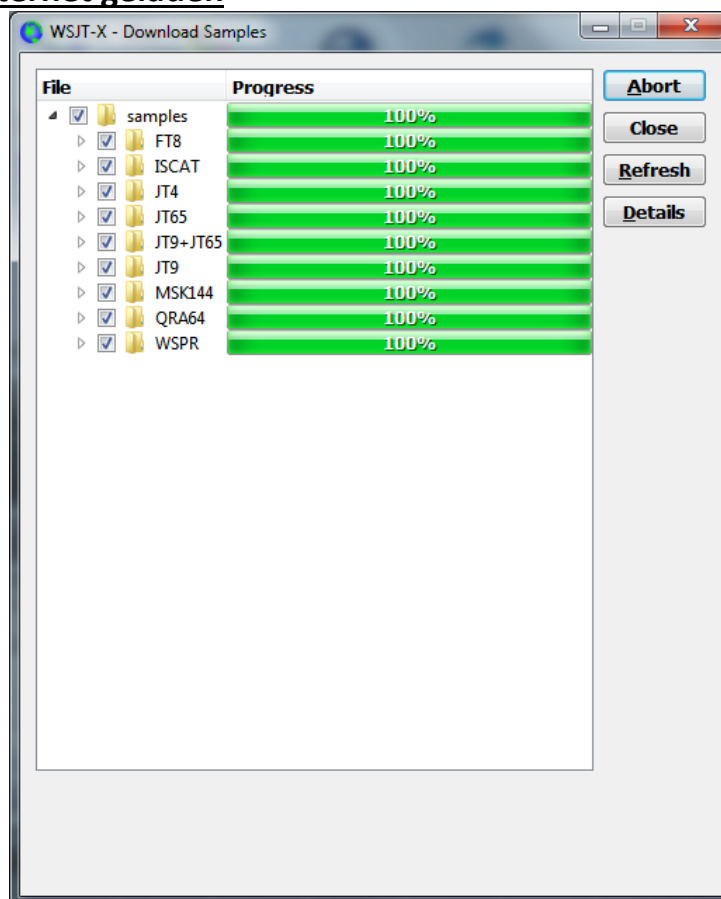 geladen
WSJT-X - Download Samples
File Progress
samples 100%
FT8 100%
ISCAT 100%
JT4 100%
JT65 100%
JT9+JT65 100%
JT9 100%
MSK144 100%
QRA64 100%
WSPR 100%
Abort
Close
Refresh
Details